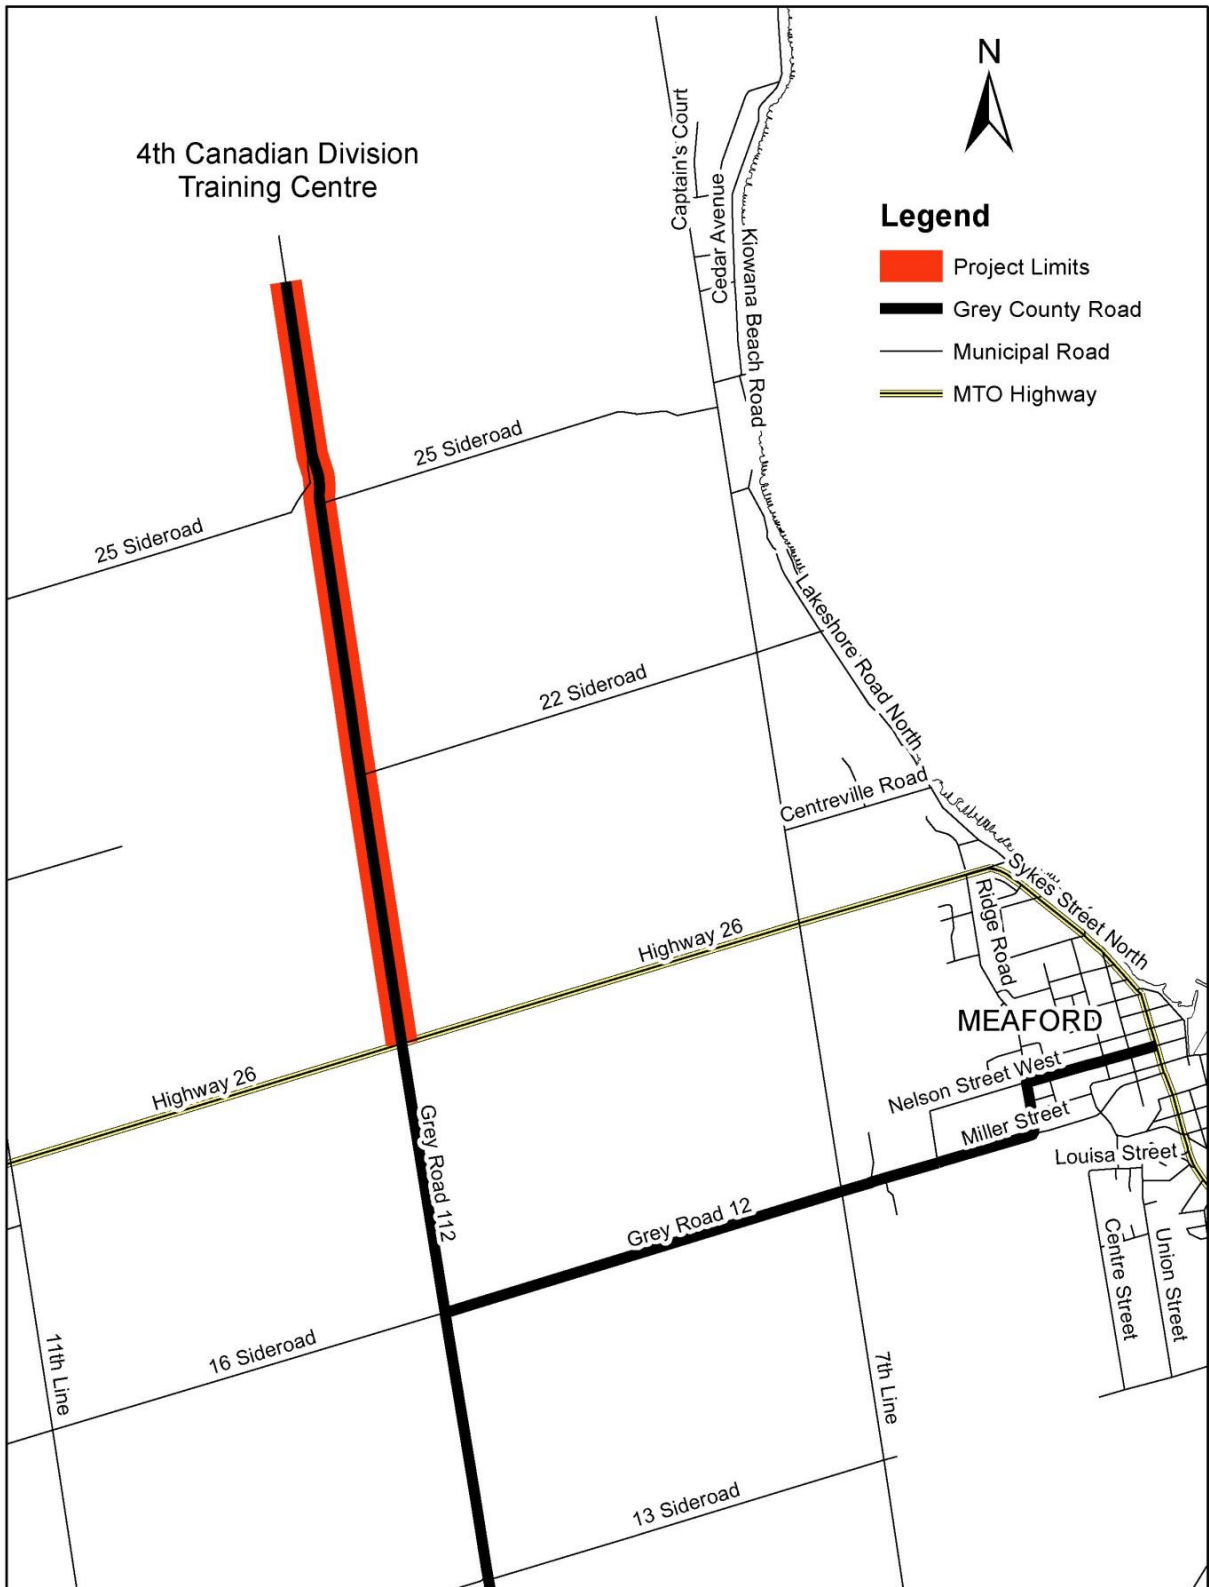 N
4th Canadian Division
Training Centre
Captain's Court
Cedar Avenue
Kiowana Beach Road
Legend
Project Limits
Grey County Road
Municipal Road
MTO Highway
25 Sideroad
25 Sideroad
Lakeshore Road North
22 Sideroad
Centreville Road
Sykes Street North
Ridge Road
Highway 26
MEAFORD
Highway 26
Nelson Street West
Grey Road 112
Miller Street
Louisa Street
Grey Road 12
Centre Street
Union Street
16 Sideroad
11th Line
7th Line
13 Sideroad